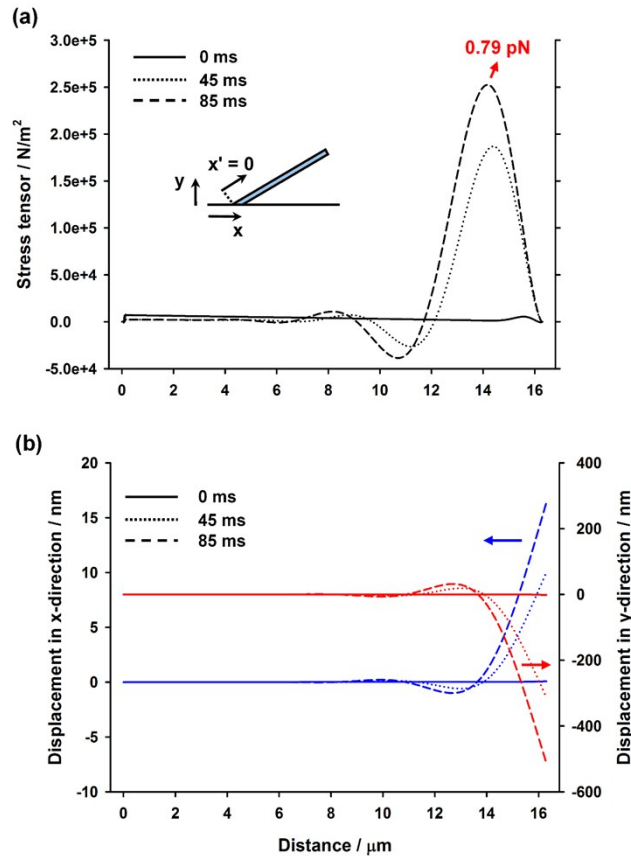 (a)
3.0e+5
2.5e+5
2.0e+5
1.5e+5
1.0e+5
5.0e+4
0.0
-5.0e+4
Stress tensor / N/m²
0 ms
45 ms
85 ms
0.79 pN
x' = 0
y
x
0 2 4 6 8 10 12 14 16
(b)
20
15
10
5
0
-5
-10
Displacement in x-direction / nm
0 ms
45 ms
85 ms
400
200
0
-200
-400
-600
Displacement in y-direction / nm
0 2 4 6 8 10 12 14 16
Distance / μm